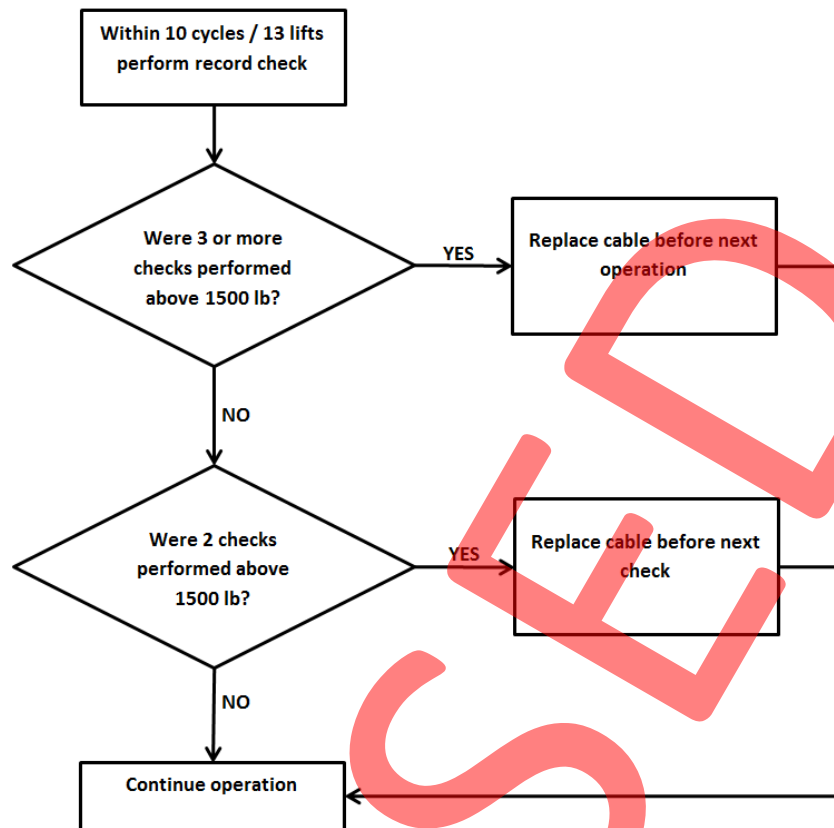 Within 10 cycles / 13 lifts
perform record check
Were 3 or more
checks performed
above 1500 lb?
YES
Replace cable before next
operation
NO
Were 2 checks
performed above
1500 lb?
YES
Replace cable before next
check
NO
Continue operation
SED